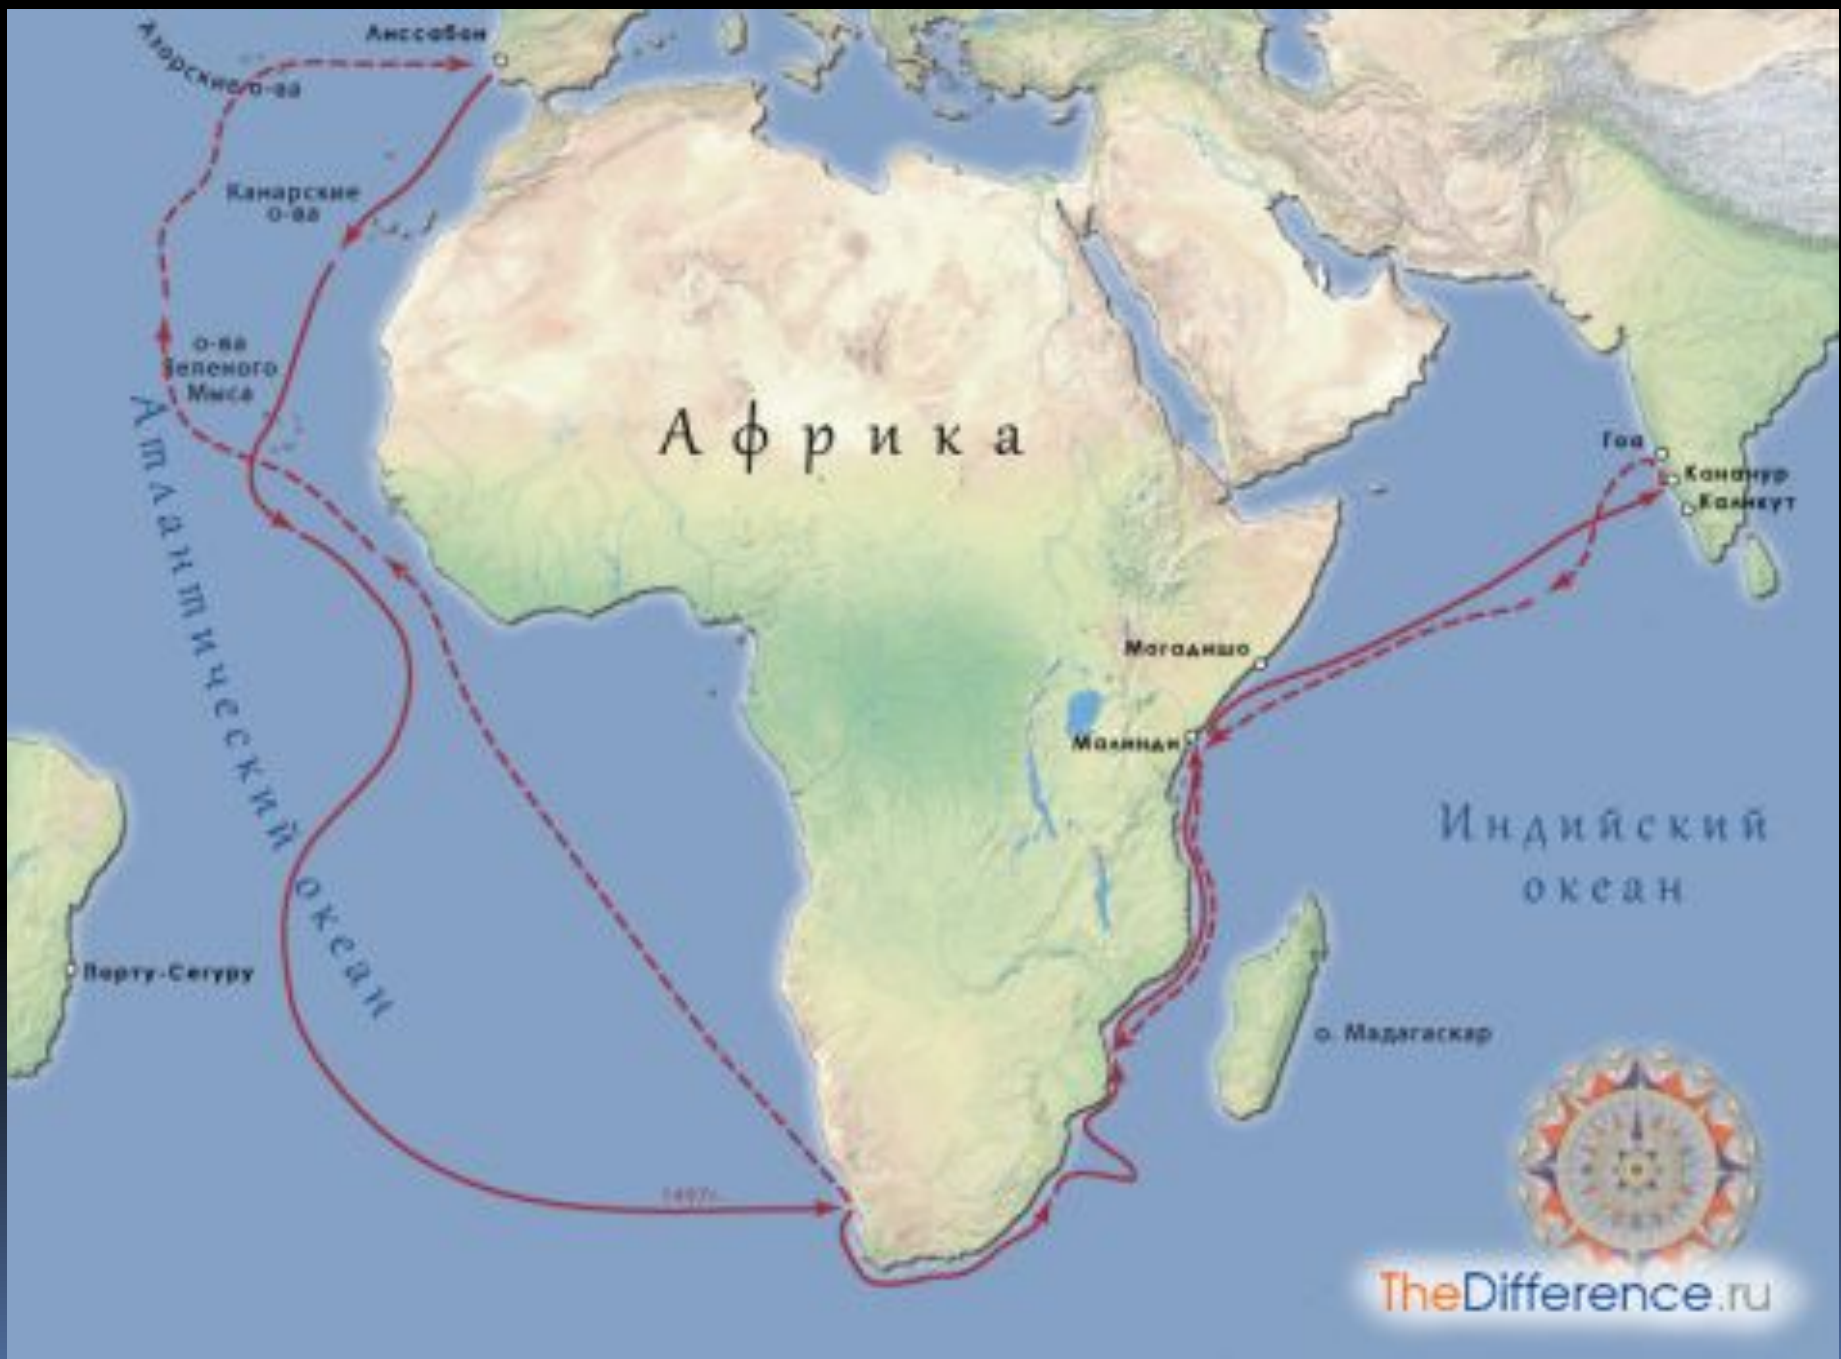 Лиссабон
Азорские о-ва
Канарские
о-ва
о-ва
Зеленого
Мыса
Атлантический океан
Африка
Гоа
Кананур
Каликут
Могадишо
Малинди
Индийский
океан
Порту-Сегуру
о. Мадагаскар
1497г.
TheDifference.ru